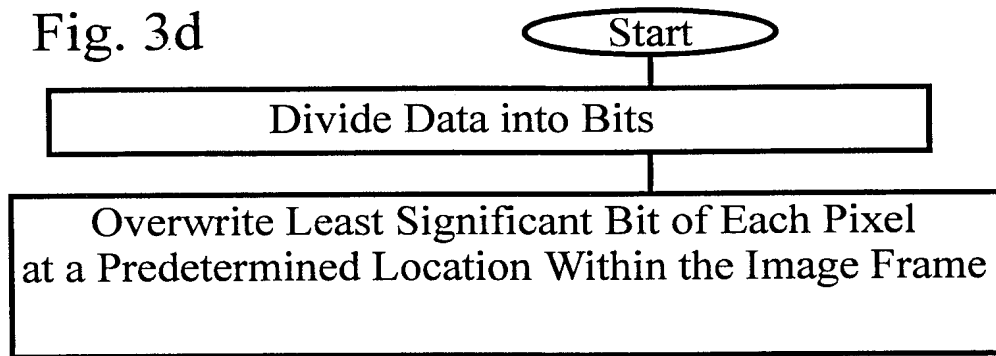 Fig. 3d
Start
Divide Data into Bits
Overwrite Least Significant Bit of Each Pixel
at a Predetermined Location Within the Image Frame